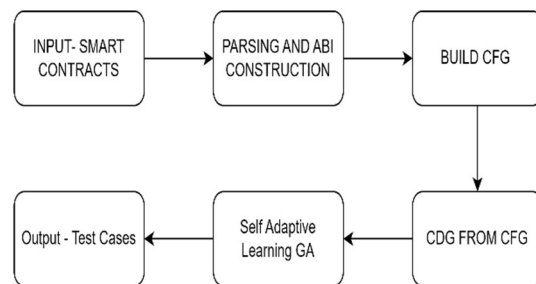 INPUT- SMART
CONTRACTS
PARSING AND ABI
CONSTRUCTION
BUILD CFG
CDG FROM CFG
Self Adaptive
Learning GA
Output - Test Cases